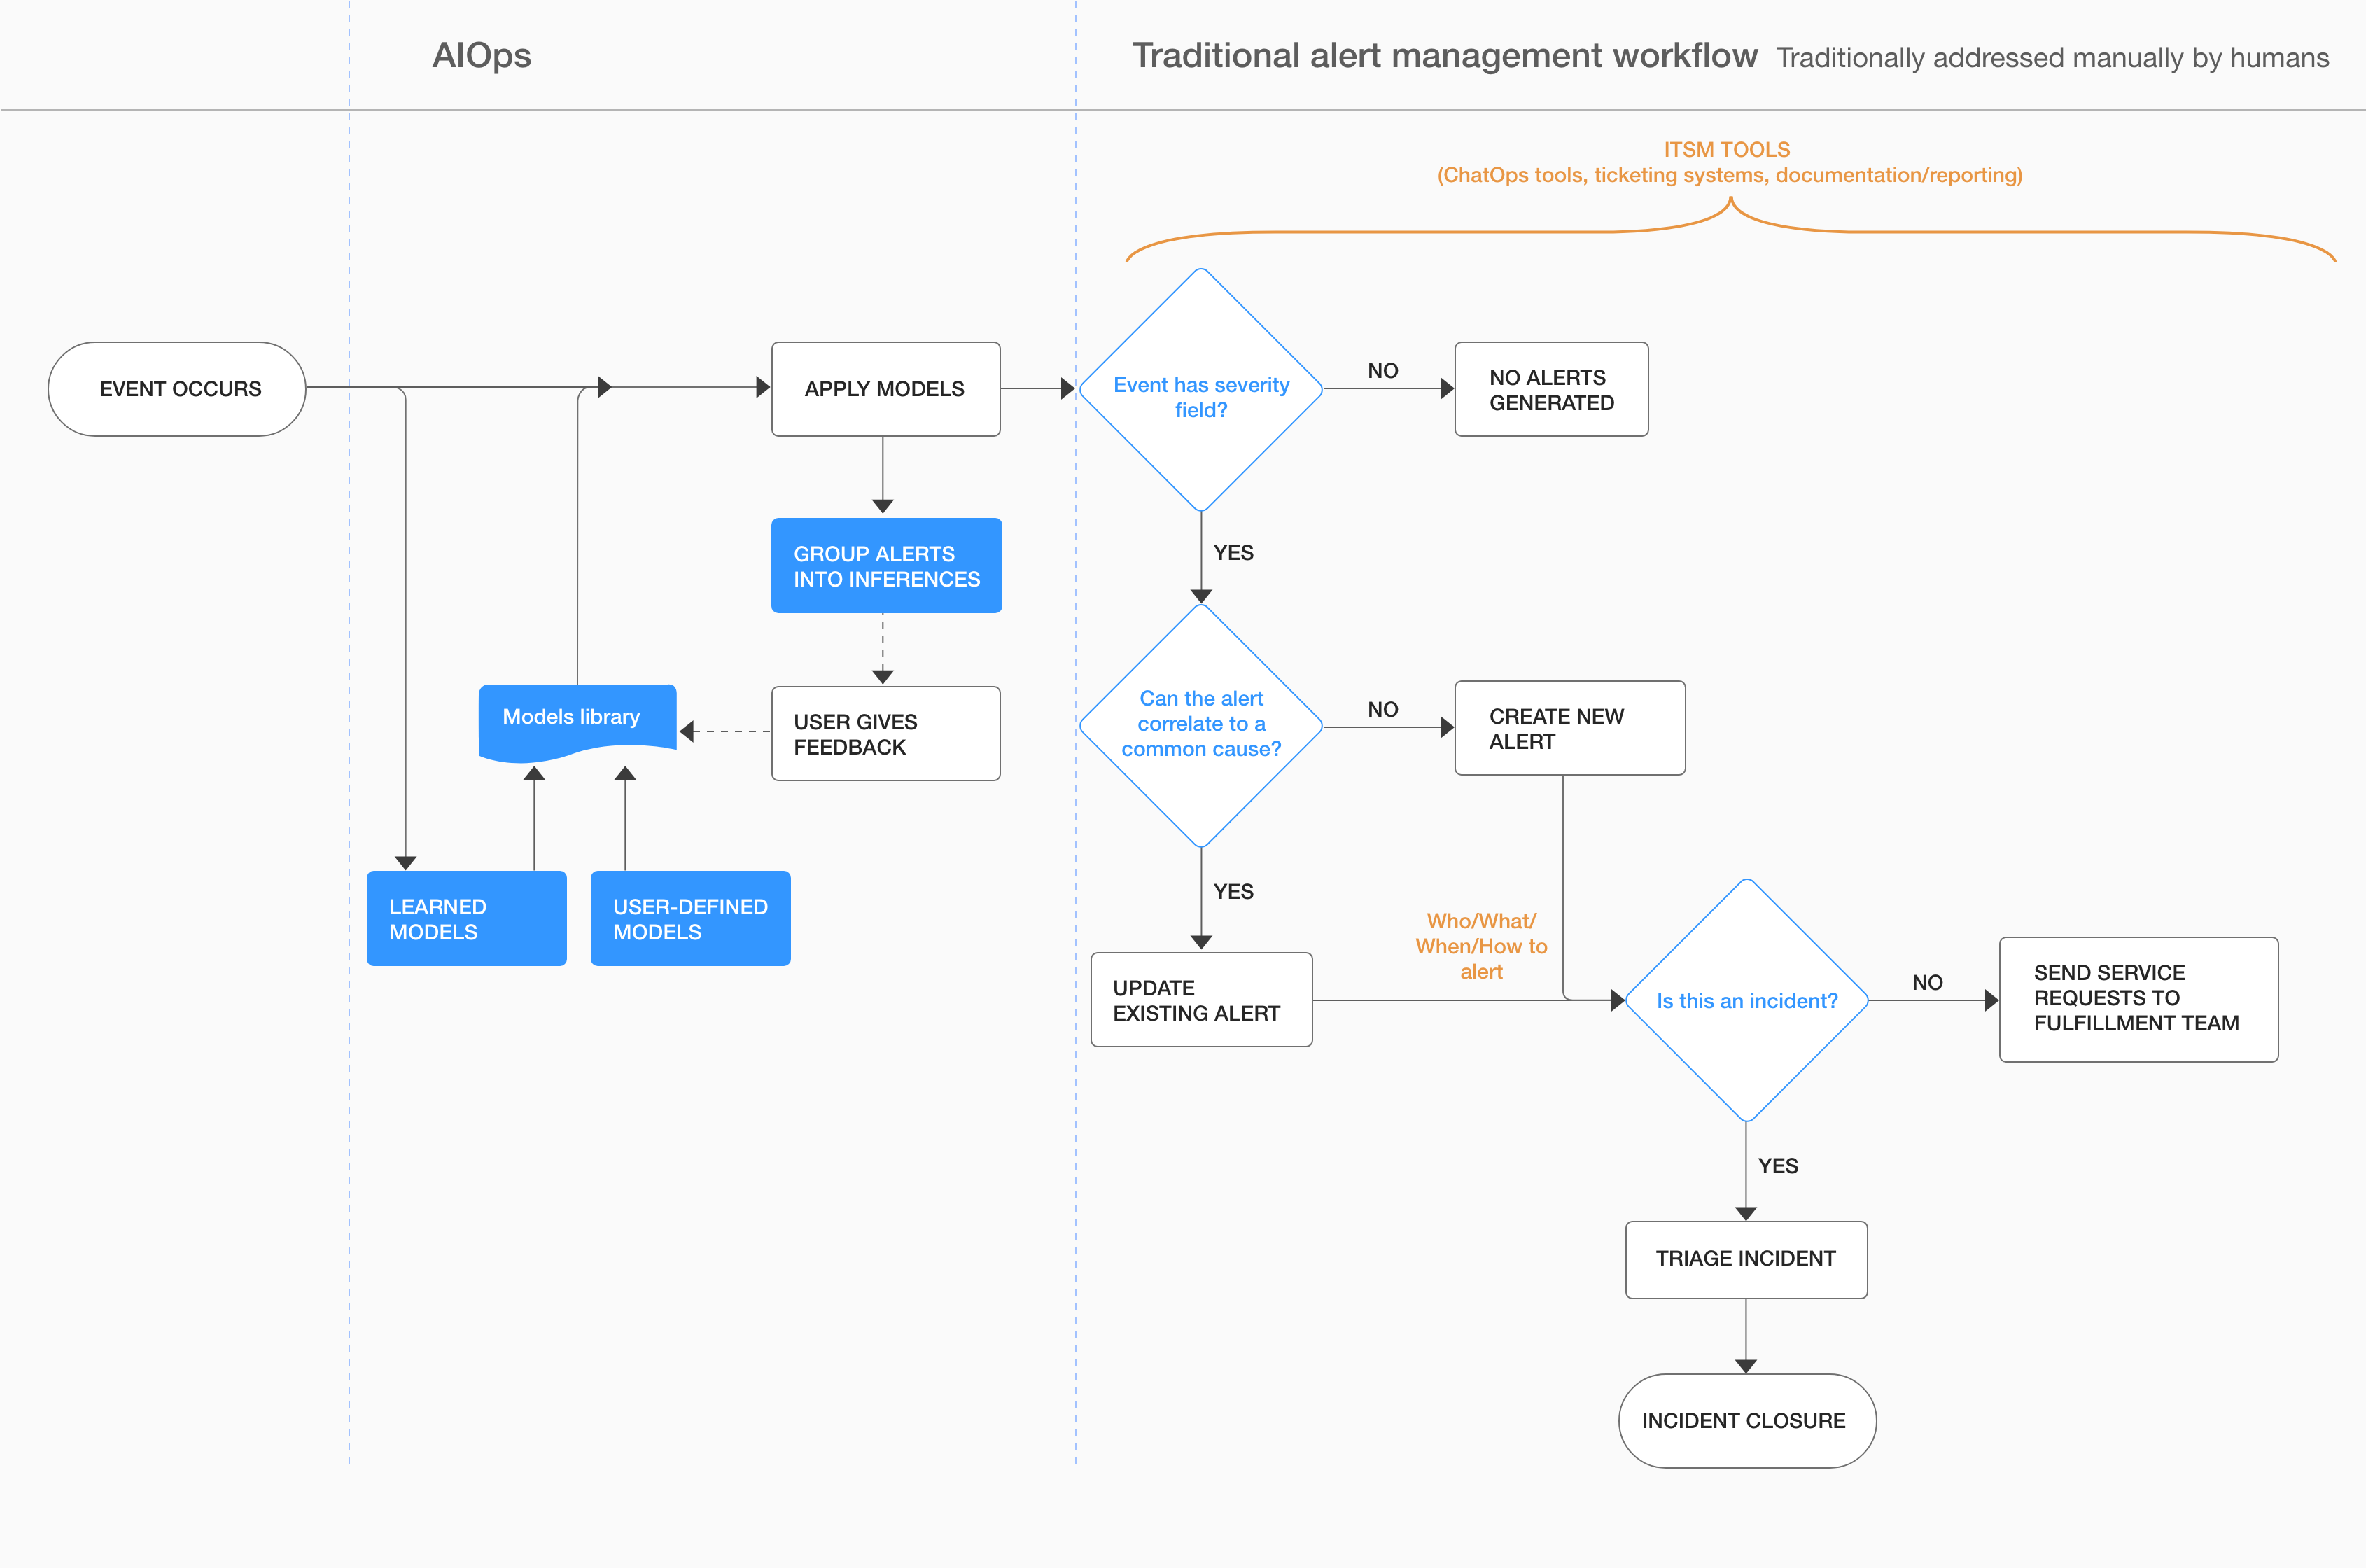 AIOps
Traditional alert management workflow Traditionally addressed manually by humans
ITSM TOOLS
(ChatOps tools, ticketing systems, documentation/reporting)
EVENT OCCURS
APPLY MODELS
Event has severity
field?
NO
NO ALERTS
GENERATED
YES
GROUP ALERTS
INTO INFERENCES
Models library
USER GIVES
FEEDBACK
Can the alert
correlate to a
common cause?
NO
CREATE NEW
ALERT
YES
LEARNED
MODELS
USER-DEFINED
MODELS
UPDATE
EXISTING ALERT
Who/What/
When/How to
alert
Is this an incident?
NO
SEND SERVICE
REQUESTS TO
FULFILLMENT TEAM
YES
TRIAGE INCIDENT
INCIDENT CLOSURE